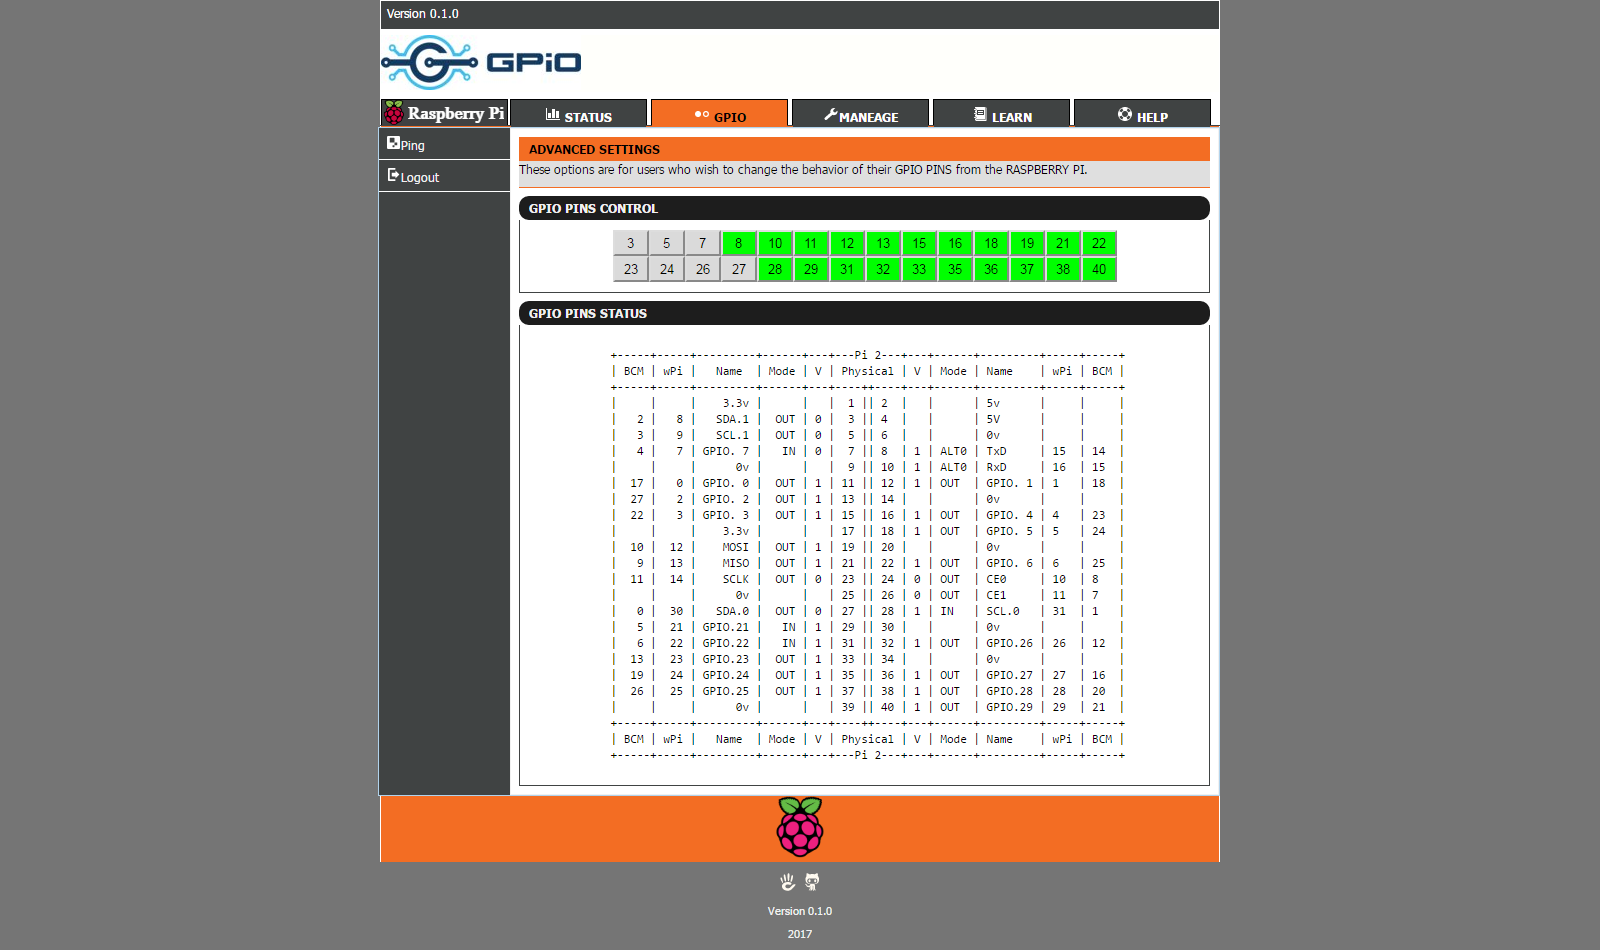 Version 0.1.0
GPiO
Raspberry Pi STATUS GPIO MANEAGE LEARN HELP
Ping
Logout
ADVANCED SETTINGS
These options are for users who wish to change the behavior of their GPIO PINS from the RASPBERRY PI.
GPIO PINS CONTROL
3 5 7 8 10 11 12 13 15 16 18 19 21 22
23 24 26 27 28 29 31 32 33 35 36 37 38 40
GPIO PINS STATUS
+-----+-----+---------+------+---+---Pi 2---+---+------+---------+-----+-----+
| BCM | wPi |   Name  | Mode | V | Physical | V | Mode | Name    | wPi | BCM |
+-----+-----+---------+------+---+----++----+---+------+---------+-----+-----+
|     |     |    3.3v |      |   |  1 || 2  |   |      | 5v      |     |     |
|   2 |   8 |   SDA.1 |  OUT | 0 |  3 || 4  |   |      | 5V      |     |     |
|   3 |   9 |   SCL.1 |  OUT | 0 |  5 || 6  |   |      | 0v      |     |     |
|   4 |   7 | GPIO. 7 |   IN | 0 |  7 || 8  | 1 | ALT0 | TxD     | 15  | 14  |
|     |     |      0v |      |   |  9 || 10 | 1 | ALT0 | RxD     | 16  | 15  |
|  17 |   0 | GPIO. 0 |  OUT | 1 | 11 || 12 | 1 | OUT  | GPIO. 1 | 1   | 18  |
|  27 |   2 | GPIO. 2 |  OUT | 1 | 13 || 14 |   |      | 0v      |     |     |
|  22 |   3 | GPIO. 3 |  OUT | 1 | 15 || 16 | 1 | OUT  | GPIO. 4 | 4   | 23  |
|     |     |    3.3v |      |   | 17 || 18 | 1 | OUT  | GPIO. 5 | 5   | 24  |
|  10 |  12 |    MOSI |  OUT | 1 | 19 || 20 |   |      | 0v      |     |     |
|   9 |  13 |    MISO |  OUT | 1 | 21 || 22 | 1 | OUT  | GPIO. 6 | 6   | 25  |
|  11 |  14 |    SCLK |  OUT | 0 | 23 || 24 | 0 | OUT  | CE0     | 10  | 8   |
|     |     |      0v |      |   | 25 || 26 | 0 | OUT  | CE1     | 11  | 7   |
|   0 |  30 |   SDA.0 |  OUT | 0 | 27 || 28 | 1 | IN   | SCL.0   | 31  | 1   |
|   5 |  21 | GPIO.21 |   IN | 1 | 29 || 30 |   |      | 0v      |     |     |
|   6 |  22 | GPIO.22 |   IN | 1 | 31 || 32 | 1 | OUT  | GPIO.26 | 26  | 12  |
|  13 |  23 | GPIO.23 |  OUT | 1 | 33 || 34 |   |      | 0v      |     |     |
|  19 |  24 | GPIO.24 |  OUT | 1 | 35 || 36 | 1 | OUT  | GPIO.27 | 27  | 16  |
|  26 |  25 | GPIO.25 |  OUT | 1 | 37 || 38 | 1 | OUT  | GPIO.28 | 28  | 20  |
|     |     |      0v |      |   | 39 || 40 | 1 | OUT  | GPIO.29 | 29  | 21  |
+-----+-----+---------+------+---+----++----+---+------+---------+-----+-----+
| BCM | wPi |   Name  | Mode | V | Physical | V | Mode | Name    | wPi | BCM |
+-----+-----+---------+------+---+---Pi 2---+---+------+---------+-----+-----+
Version 0.1.0
2017